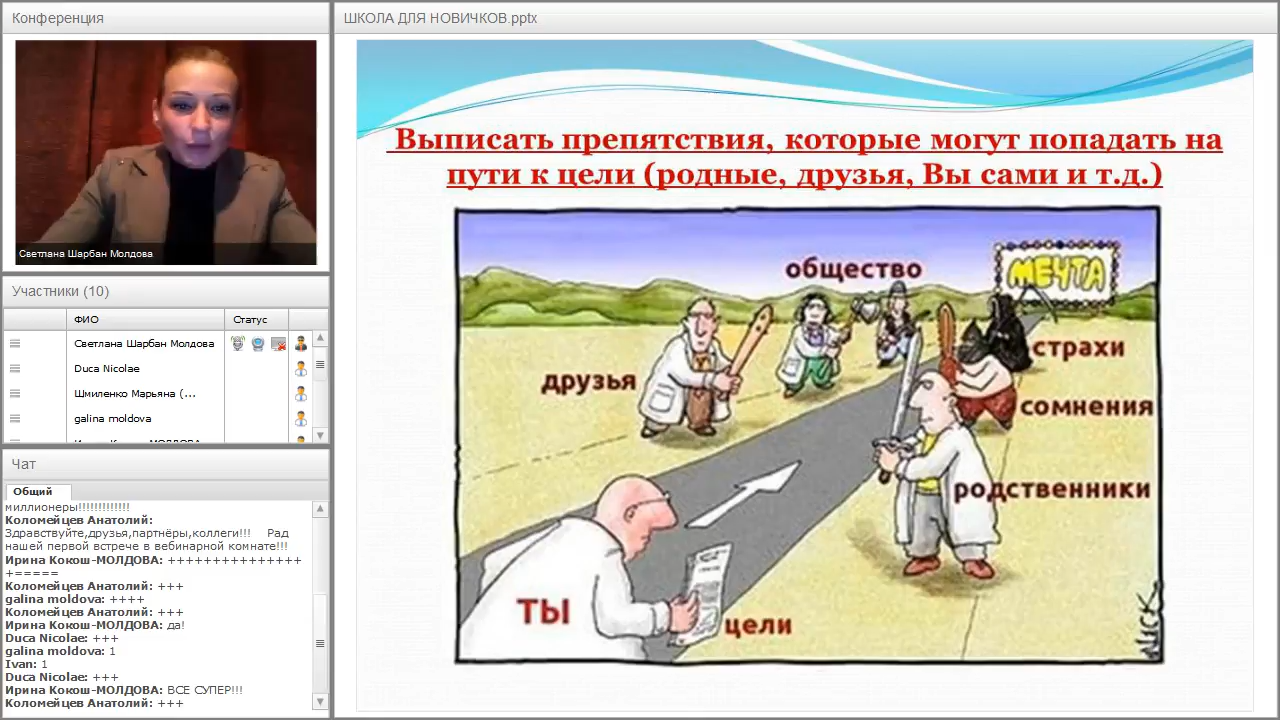 Конференция
Светлана Шарбан Молдова
Участники (10)
ФИО Статус
Светлана Шарбан Молдова
Duca Nicolae
Шмиленко Марьяна (...
galina moldova
Чат
Общий
миллионеры!!!!!!!!!!!!!
Коломейцев Анатолий:
Здравствуйте,друзья,партнёры,коллеги!!! Рад
нашей первой встрече в вебинарной комнате!!!
Ирина Кокош-МОЛДОВА: +++++++++++++++
+=====
Коломейцев Анатолий: +++
galina moldova: ++++
Коломейцев Анатолий: +++
Ирина Кокош-МОЛДОВА: да!
Duca Nicolae: +++
galina moldova: 1
Ivan: 1
Duca Nicolae: +++
Ирина Кокош-МОЛДОВА: ВСЕ СУПЕР!!!
Коломейцев Анатолий: +++
ШКОЛА ДЛЯ НОВИЧКОВ.pptx
Выписать препятствия, которые могут попадать на
пути к цели (родные, друзья, Вы сами и т.д.)
общество
МЕЧТА
страхи
друзья
сомнения
родственники
ТЫ
цели